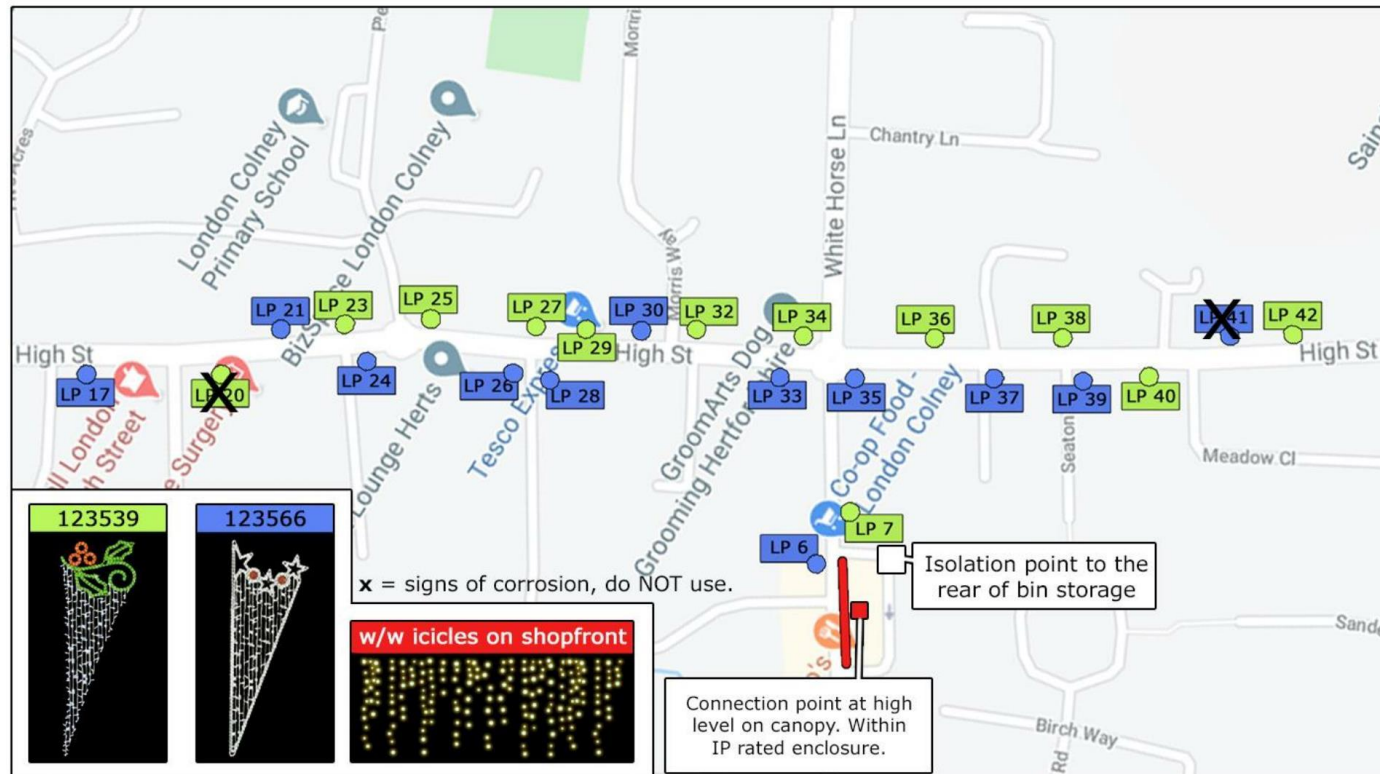 Chantry Ln
White Horse Ln
Morris Way
London Colney
Primary School
BizSpace London Colney
LP 21
LP 23
LP 25
LP 27
LP 30
LP 32
LP 34
LP 36
LP 38
LP 41
LP 42
High St
LP 29
High St
High St
LP 17
LP 20
LP 24
LP 26
LP 28
LP 33
LP 35
LP 37
LP 39
LP 40
Surgery
Lounge Herts
Tesco Express
GroomArts Dog
Grooming Hertfordshire
Co-op Food -
London Colney
Seaton
Rd
Meadow Cl
LP 7
LP 6
Isolation point to the
rear of bin storage
123539
123566
x = signs of corrosion, do NOT use.
w/w icicles on shopfront
Connection point at high
level on canopy. Within
IP rated enclosure.
Birch Way